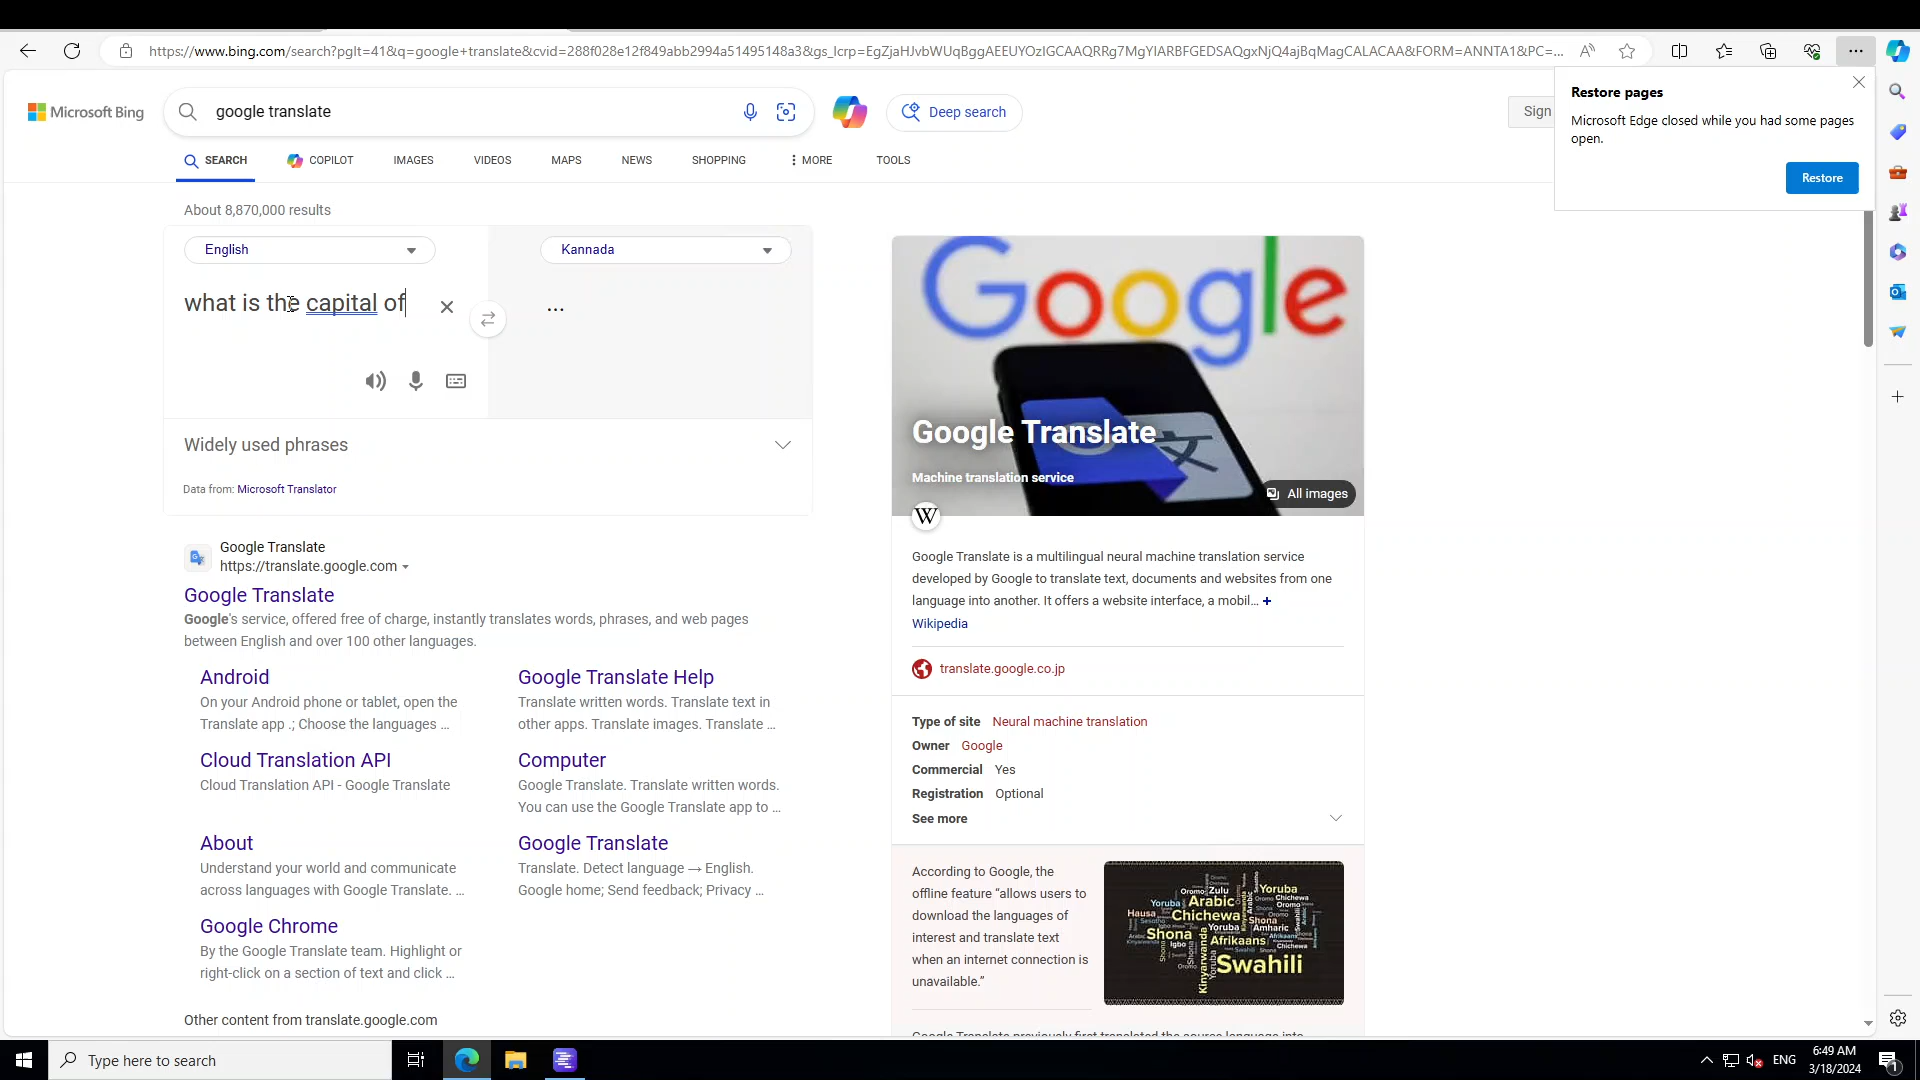 https://www.bing.com/search?pglt=41&q=google+translate&cvid=288f028e12f849abb2994a51495148a3&gs_lcrp=EgZjaHJvbWUqBggAEEUYOzIGCAAQRRg7MgYIARBFGEDSAQgxNjQ4ajBqMagCALACAA&FORM=ANNTA1&PC=...
Restore pages
Microsoft Edge closed while you had some pages
open.
Restore
Microsoft Bing
google translate
Deep search
Sign
SEARCH
COPILOT
IMAGES
VIDEOS
MAPS
NEWS
SHOPPING
MORE
TOOLS
About 8,870,000 results
English
Kannada
what is the capital of
...
Widely used phrases
Data from: Microsoft Translator
Google Translate
https://translate.google.com
Google Translate
Google's service, offered free of charge, instantly translates words, phrases, and web pages
between English and over 100 other languages.
Android
On your Android phone or tablet, open the
Translate app .; Choose the languages ...
Google Translate Help
Translate written words. Translate text in
other apps. Translate images. Translate ...
Cloud Translation API
Cloud Translation API - Google Translate
Computer
Google Translate. Translate written words.
You can use the Google Translate app to ...
About
Understand your world and communicate
across languages with Google Translate. ...
Google Translate
Translate. Detect language → English.
Google home; Send feedback; Privacy ...
Google Chrome
By the Google Translate team. Highlight or
right-click on a section of text and click ...
Other content from translate.google.com
Google
文
Google Translate
Machine translation service
All images
W
Google Translate is a multilingual neural machine translation service
developed by Google to translate text, documents and websites from one
language into another. It offers a website interface, a mobil... +
Wikipedia
translate.google.co.jp
Type of site Neural machine translation
Owner Google
Commercial Yes
Registration Optional
See more
According to Google, the
offline feature “allows users to
download the languages of
interest and translate text
when an internet connection is
unavailable.”
Oromo Zulu
Yoruba
Yoruba Arabic
Chichewa
Hausa
Chichewa
Shona
Yoruba
Amharic
Shona
Igbo
Afrikaans
Chichewa
Kinyarwanda
Swahili
Type here to search
ENG
6:49 AM
3/18/2024
1